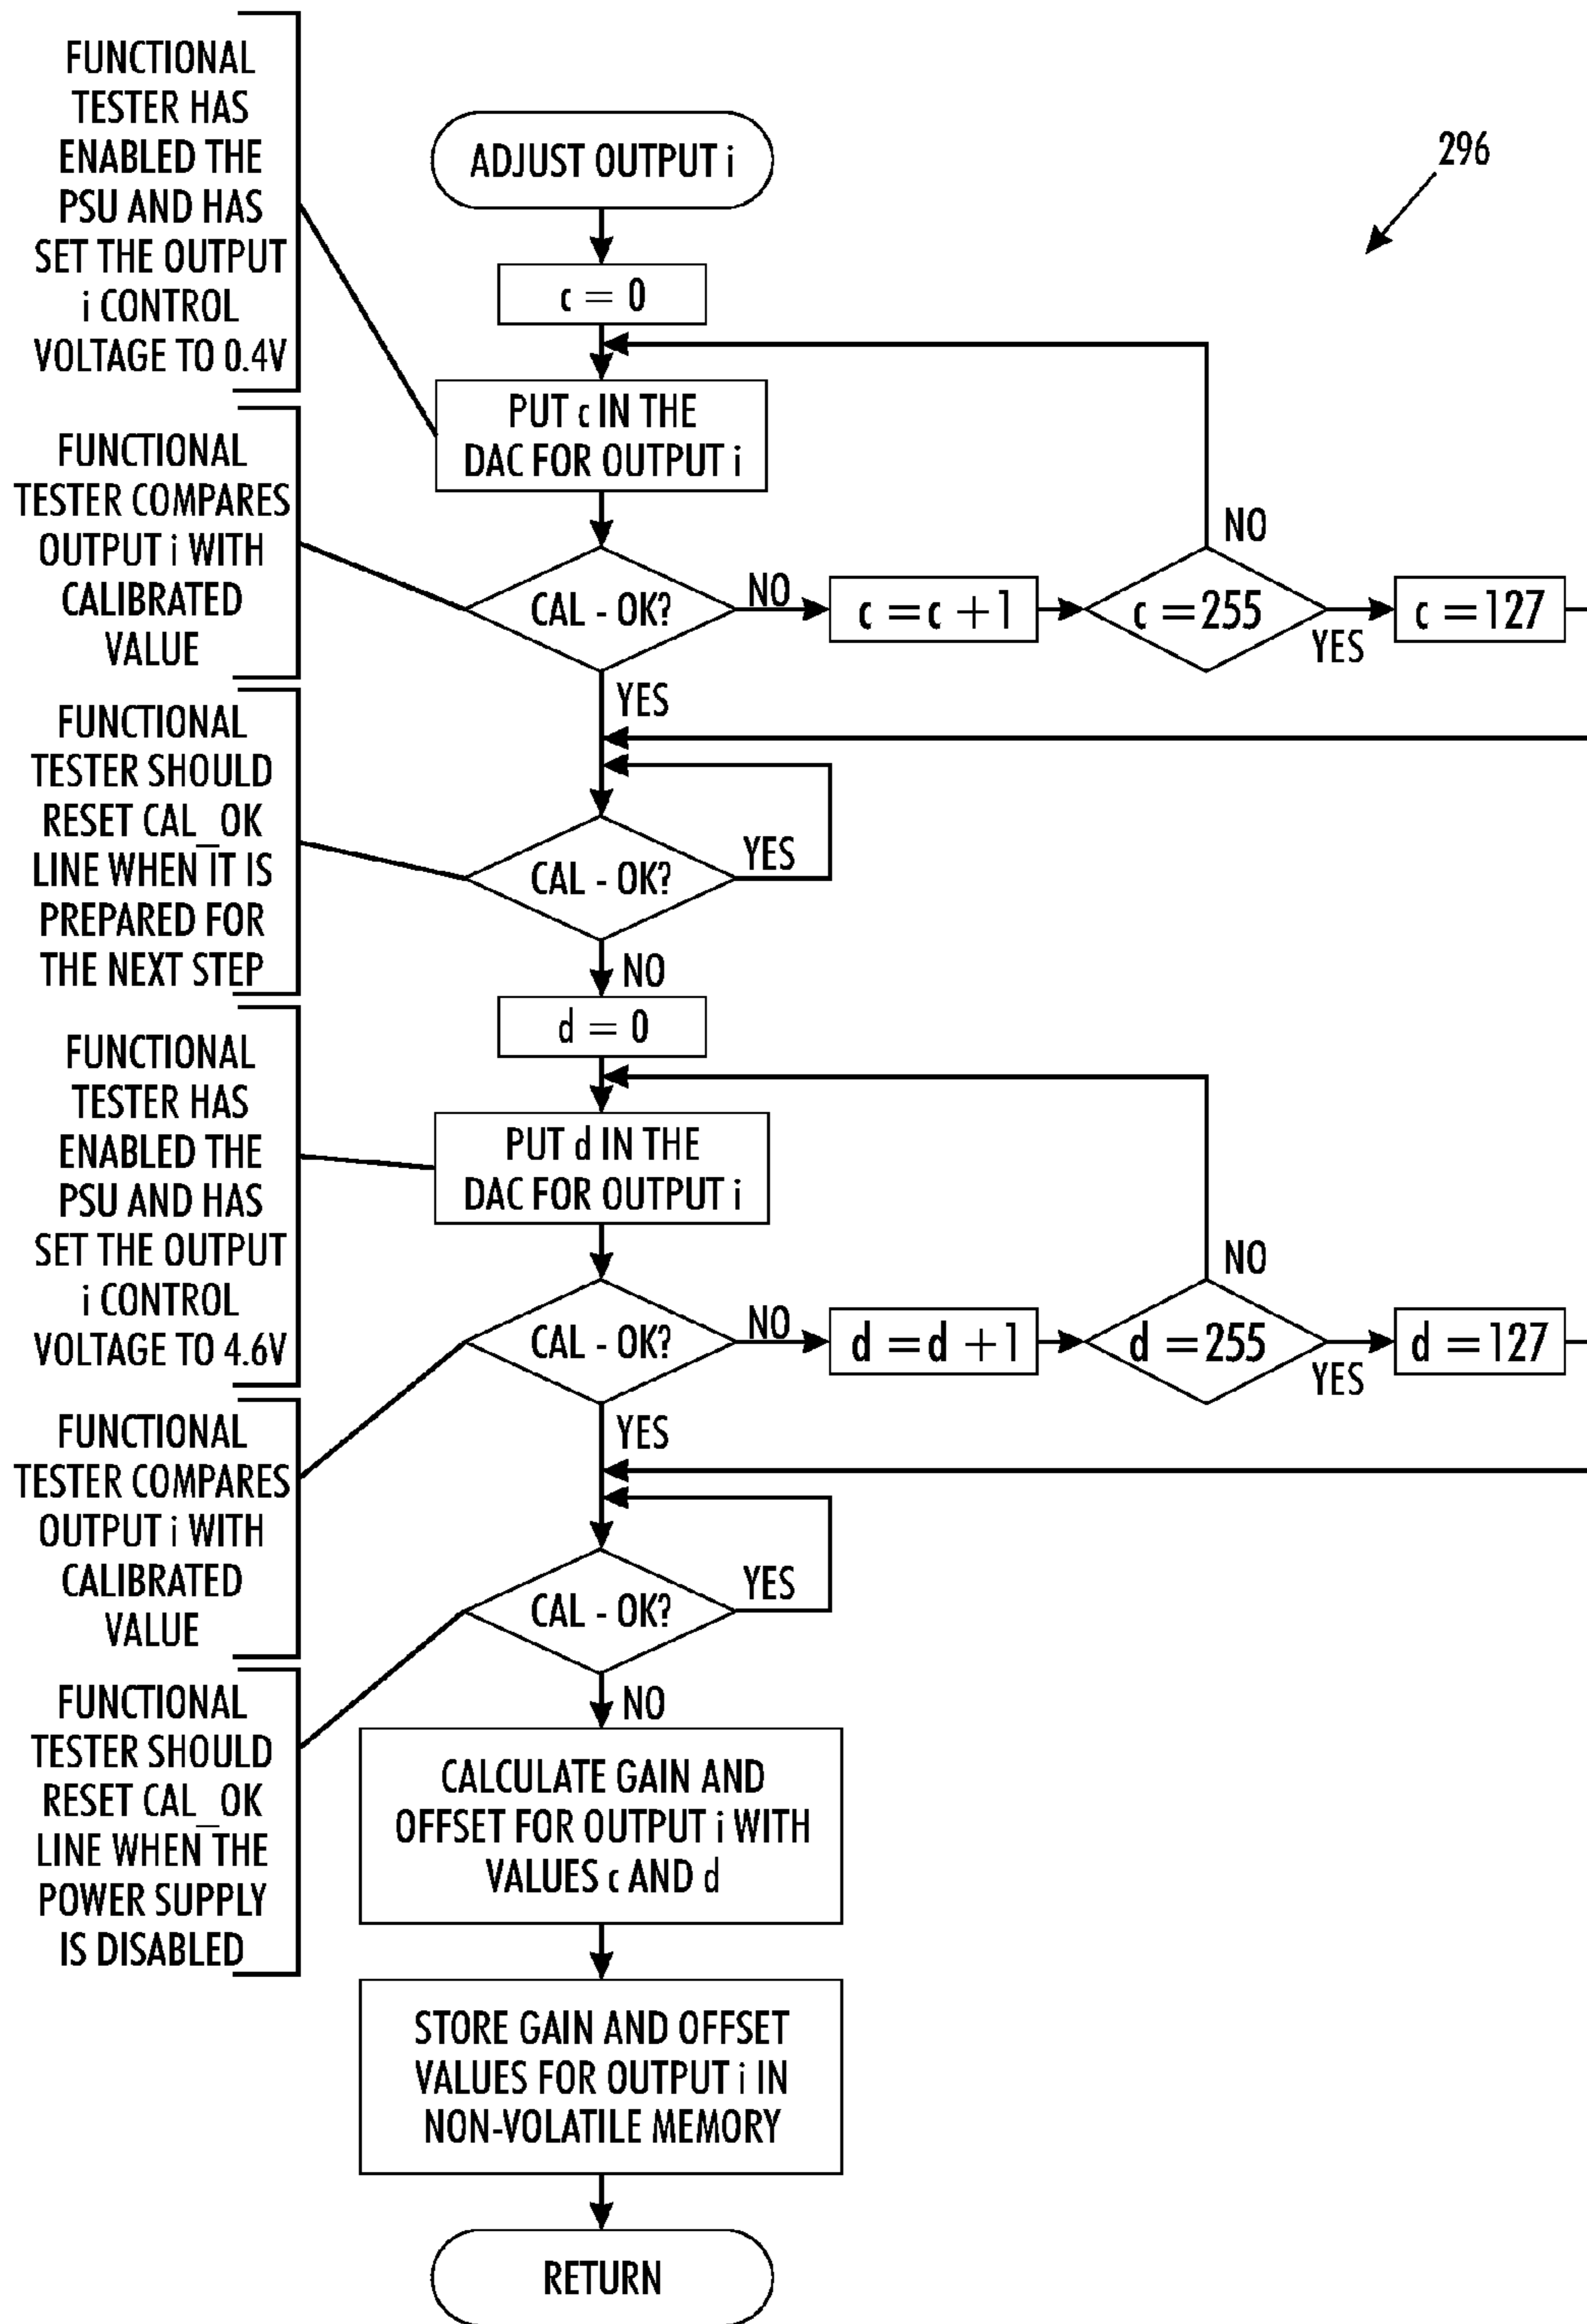 FUNCTIONAL
TESTER HAS
ENABLED THE
PSU AND HAS
SET THE OUTPUT
i CONTROL
VOLTAGE TO 0.4V
FUNCTIONAL
TESTER COMPARES
OUTPUT i WITH
CALIBRATED
VALUE
FUNCTIONAL
TESTER SHOULD
RESET CAL_OK
LINE WHEN IT IS
PREPARED FOR
THE NEXT STEP
FUNCTIONAL
TESTER HAS
ENABLED THE
PSU AND HAS
SET THE OUTPUT
i CONTROL
VOLTAGE TO 4.6V
FUNCTIONAL
TESTER COMPARES
OUTPUT i WITH
CALIBRATED
VALUE
FUNCTIONAL
TESTER SHOULD
RESET CAL_OK
LINE WHEN THE
POWER SUPPLY
IS DISABLED
296
ADJUST OUTPUT i
c = 0
PUT c IN THE
DAC FOR OUTPUT i
CAL - OK?
NO
c = c + 1
c = 255
NO
YES
c = 127
YES
CAL - OK?
YES
NO
d = 0
PUT d IN THE
DAC FOR OUTPUT i
CAL - OK?
NO
d = d + 1
d = 255
NO
YES
d = 127
YES
CAL - OK?
YES
NO
CALCULATE GAIN AND
OFFSET FOR OUTPUT i WITH
VALUES c AND d
STORE GAIN AND OFFSET
VALUES FOR OUTPUT i IN
NON-VOLATILE MEMORY
RETURN